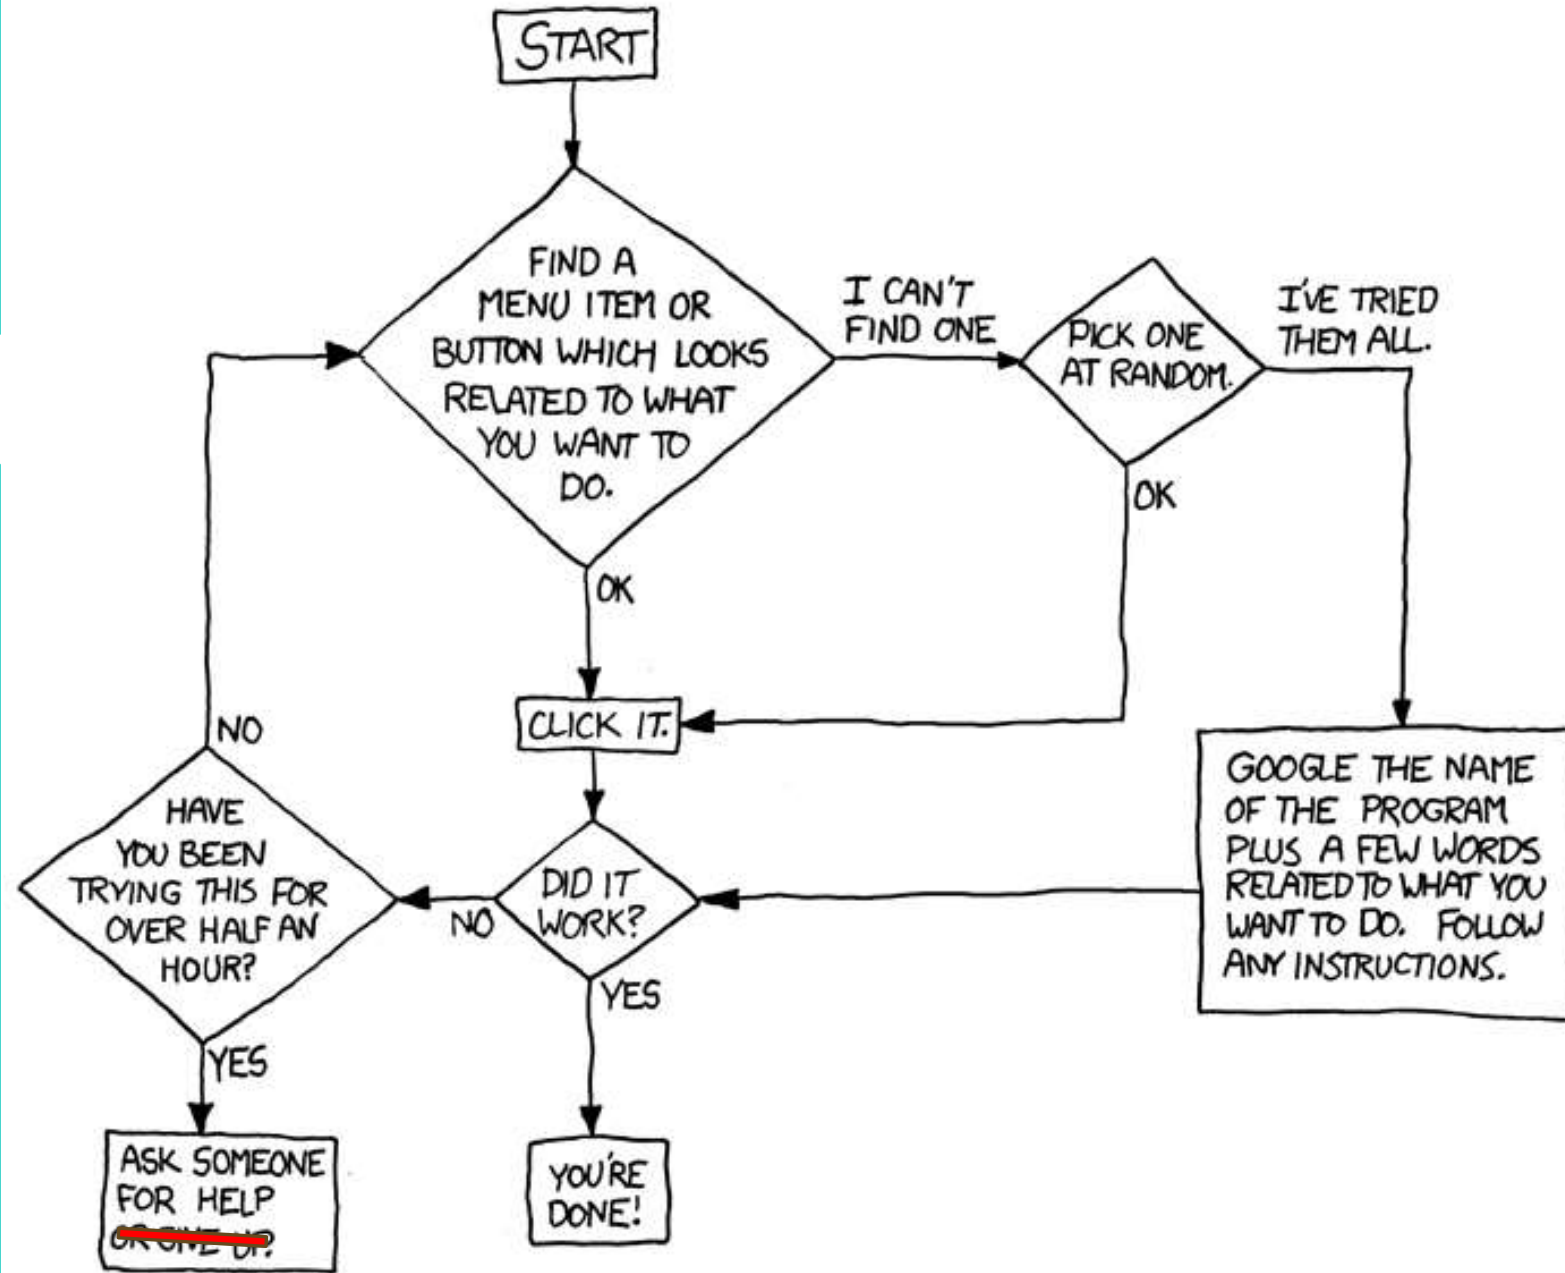 START
FIND A
MENU ITEM OR
BUTTON WHICH LOOKS
RELATED TO WHAT
YOU WANT TO
DO.
I CAN'T
FIND ONE
PICK ONE
AT RANDOM.
I'VE TRIED
THEM ALL.
OK
OK
CLICK IT.
NO
HAVE
YOU BEEN
TRYING THIS FOR
OVER HALF AN
HOUR?
NO
DID IT
WORK?
GOOGLE THE NAME
OF THE PROGRAM
PLUS A FEW WORDS
RELATED TO WHAT YOU
WANT TO DO. FOLLOW
ANY INSTRUCTIONS.
YES
YES
ASK SOMEONE
FOR HELP
OR GIVE UP.
YOU'RE
DONE!